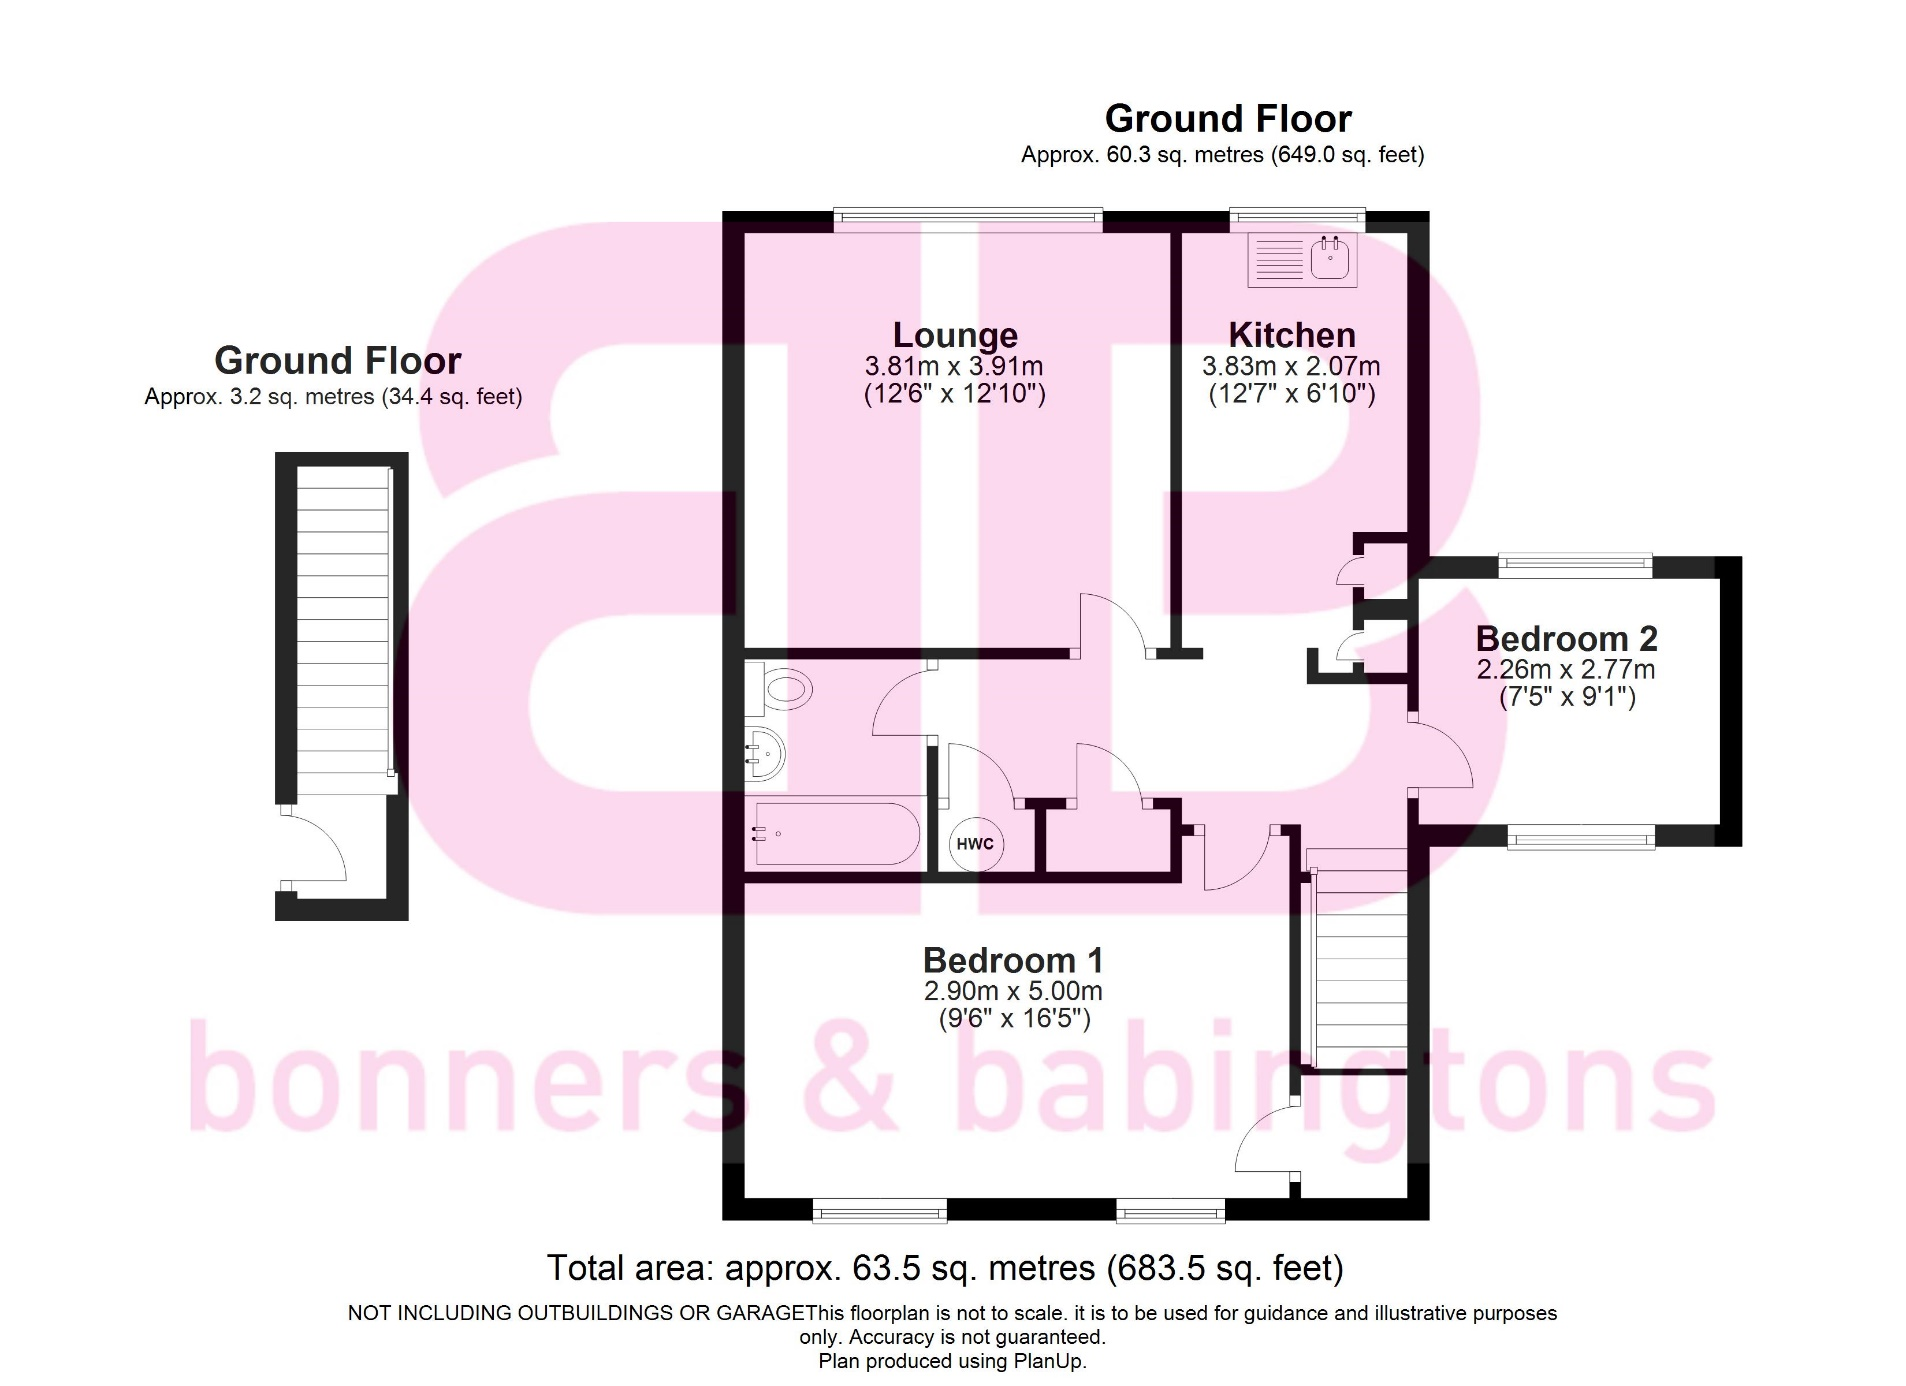 Ground Floor
Approx. 60.3 sq. metres (649.0 sq. feet)
Ground Floor
Approx. 3.2 sq. metres (34.4 sq. feet)
Lounge
3.81m x 3.91m
(12'6" x 12'10")
Kitchen
3.83m x 2.07m
(12'7" x 6'10")
Bedroom 2
2.26m x 2.77m
(7'5" x 9'1")
HWC
Bedroom 1
2.90m x 5.00m
(9'6" x 16'5")
bonners & babingtons
Total area: approx. 63.5 sq. metres (683.5 sq. feet)
NOT INCLUDING OUTBUILDINGS OR GARAGEThis floorplan is not to scale. it is to be used for guidance and illustrative purposes
only. Accuracy is not guaranteed.
Plan produced using PlanUp.